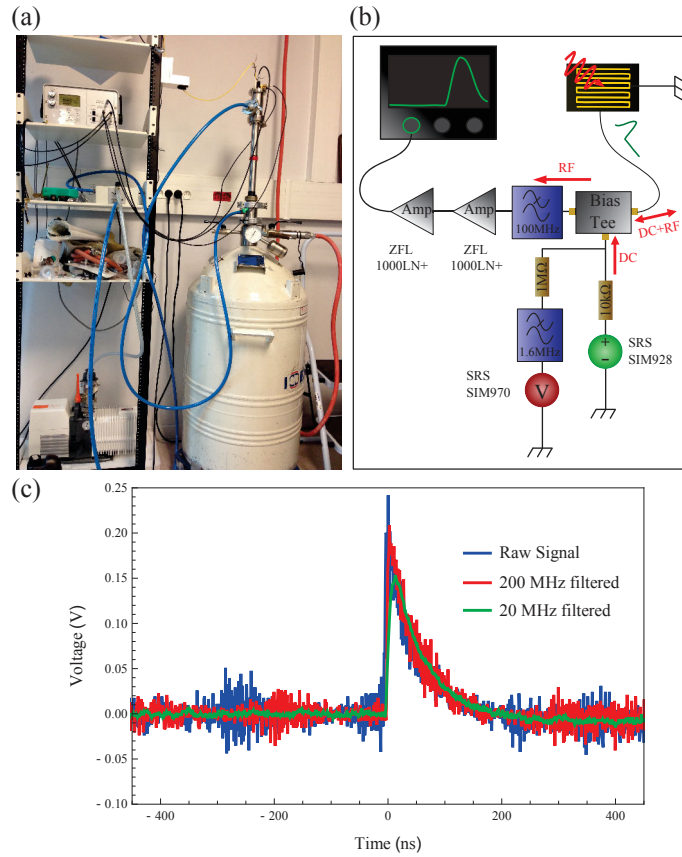 (a)
(b)
RF
Amp
Amp
100MHz
Bias
Tee
DC+RF
DC
ZFL
1000LN+
ZFL
1000LN+
1MΩ
10kΩ
1.6MHz
SRS
SIM928
SRS
SIM970
V
+
−
(c)
0.25
0.20
0.15
0.10
0.05
0.00
- 0.05
- 0.10
Voltage (V)
Raw Signal
200 MHz filtered
20 MHz filtered
- 400
- 200
0
200
400
Time (ns)